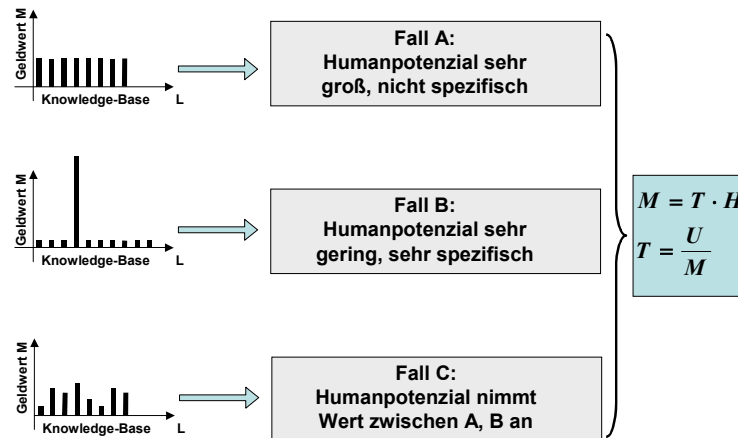 Geldwert M
Knowledge-Base L
Fall A:
Humanpotenzial sehr
groß, nicht spezifisch
Geldwert M
Knowledge-Base L
Fall B:
Humanpotenzial sehr
gering, sehr spezifisch
Geldwert M
Knowledge-Base L
Fall C:
Humanpotenzial nimmt
Wert zwischen A, B an
M = T · H
T = U / M